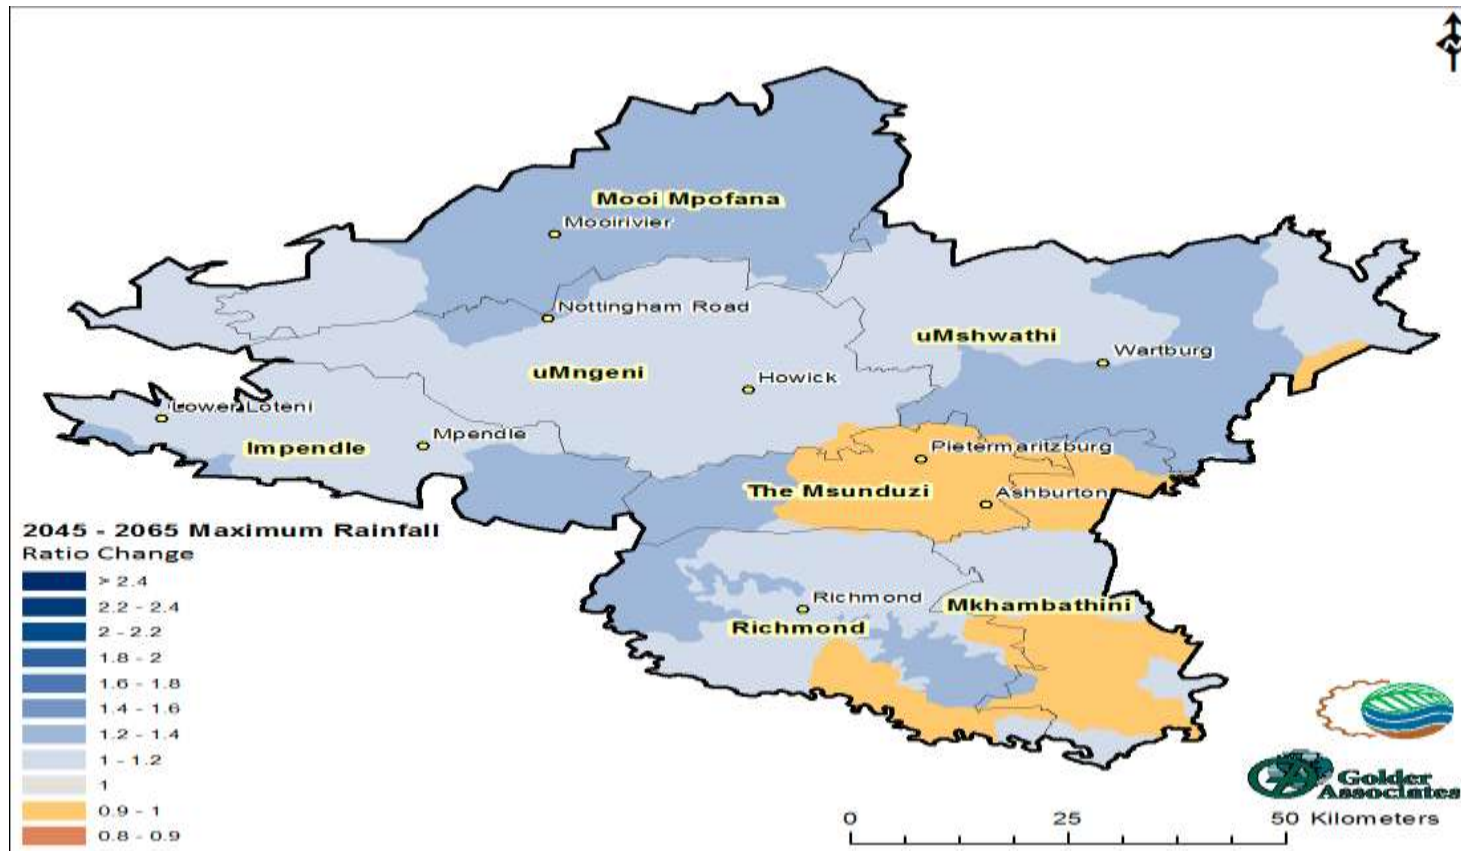 Mooi Mpofana
Mooirivier
Nottingham Road
uMshwathi
Wartburg
uMngeni
Howick
Lower Loteni
Mpendle
Impendle
Pietermaritzburg
The Msunduzi
Ashburton
2045 - 2065 Maximum Rainfall
Ratio Change
> 2.4
2.2 - 2.4
2 - 2.2
1.8 - 2
1.6 - 1.8
1.4 - 1.6
1.2 - 1.4
1 - 1.2
1
0.9 - 1
0.8 - 0.9
Richmond
Mkhambathini
Richmond
Golder
Associates
0 25 50 Kilometers
N